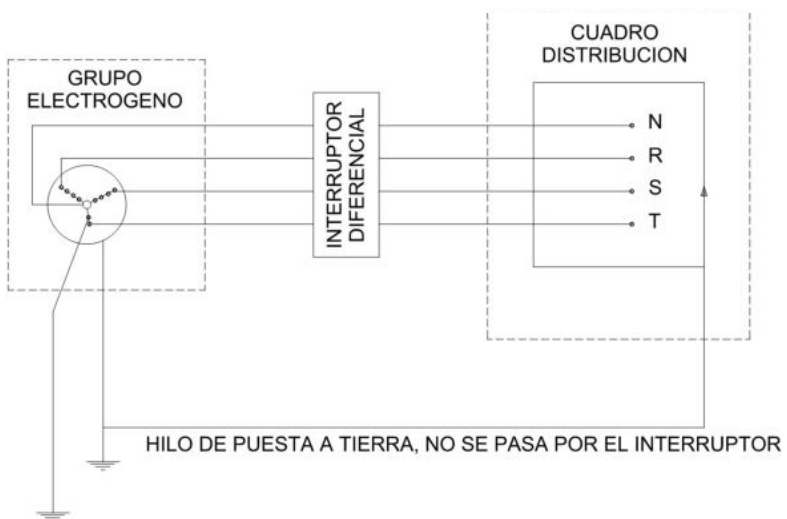 GRUPO
ELECTROGENO
INTERRUPTOR
DIFERENCIAL
CUADRO
DISTRIBUCION
N
R
S
T
HILO DE PUESTA A TIERRA, NO SE PASA POR EL INTERRUPTOR